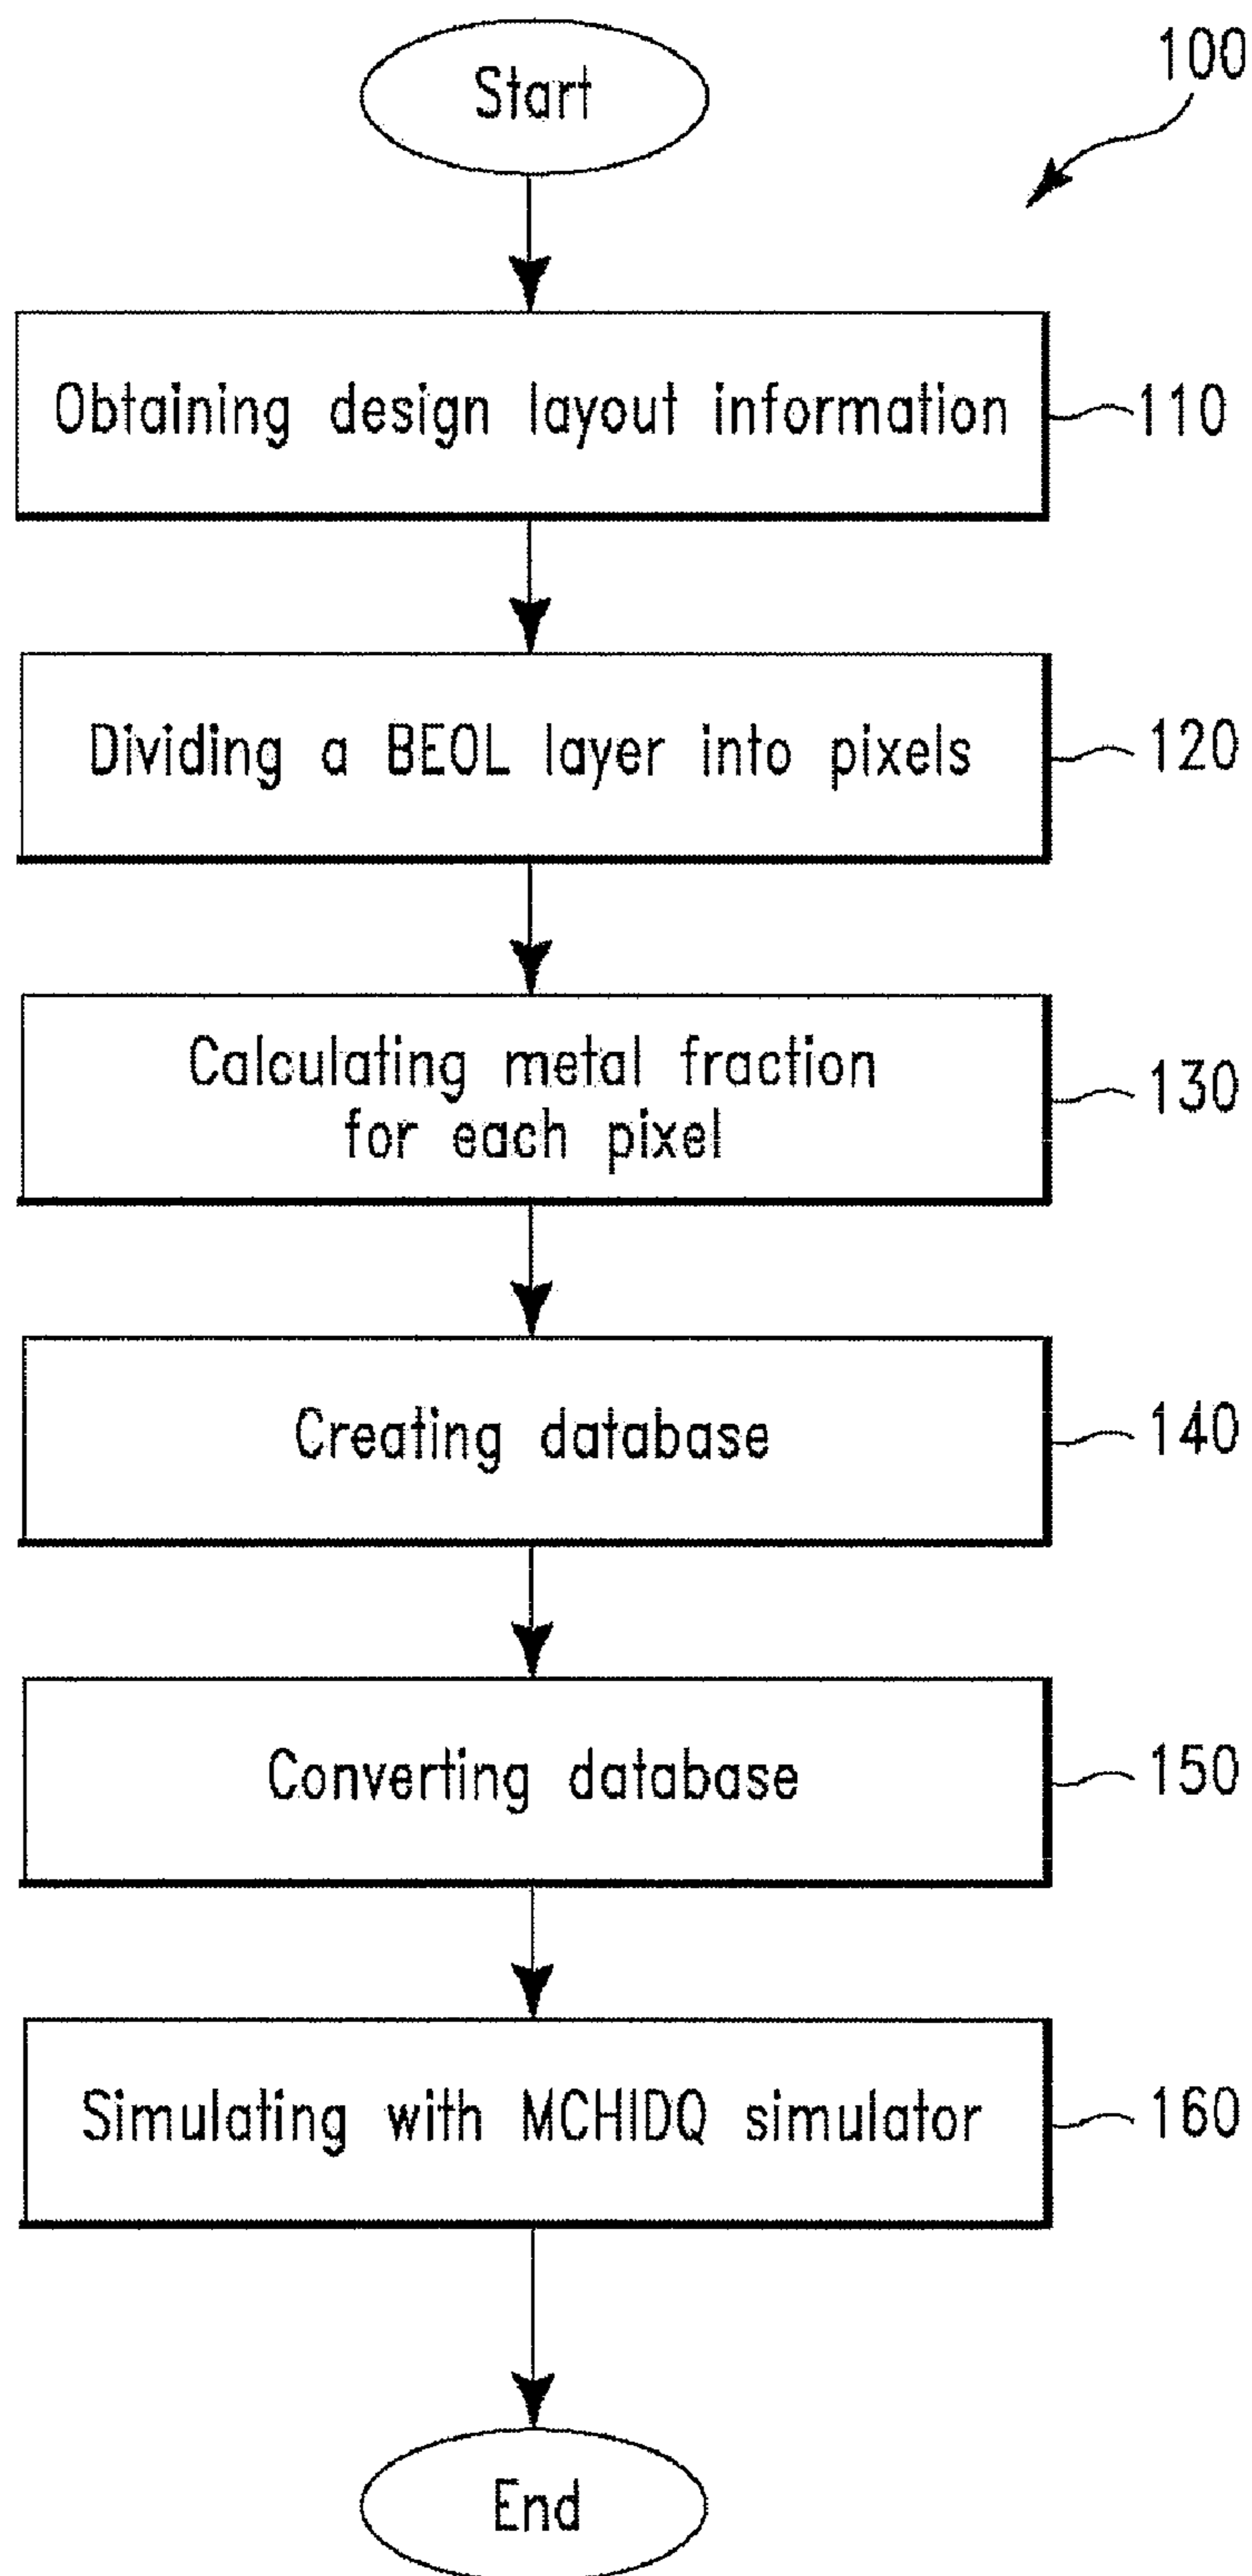 Start
100
Obtaining design layout information
110
Dividing a BEOL layer into pixels
120
Calculating metal fraction
for each pixel
130
Creating database
140
Converting database
150
Simulating with MCHIDQ simulator
160
End